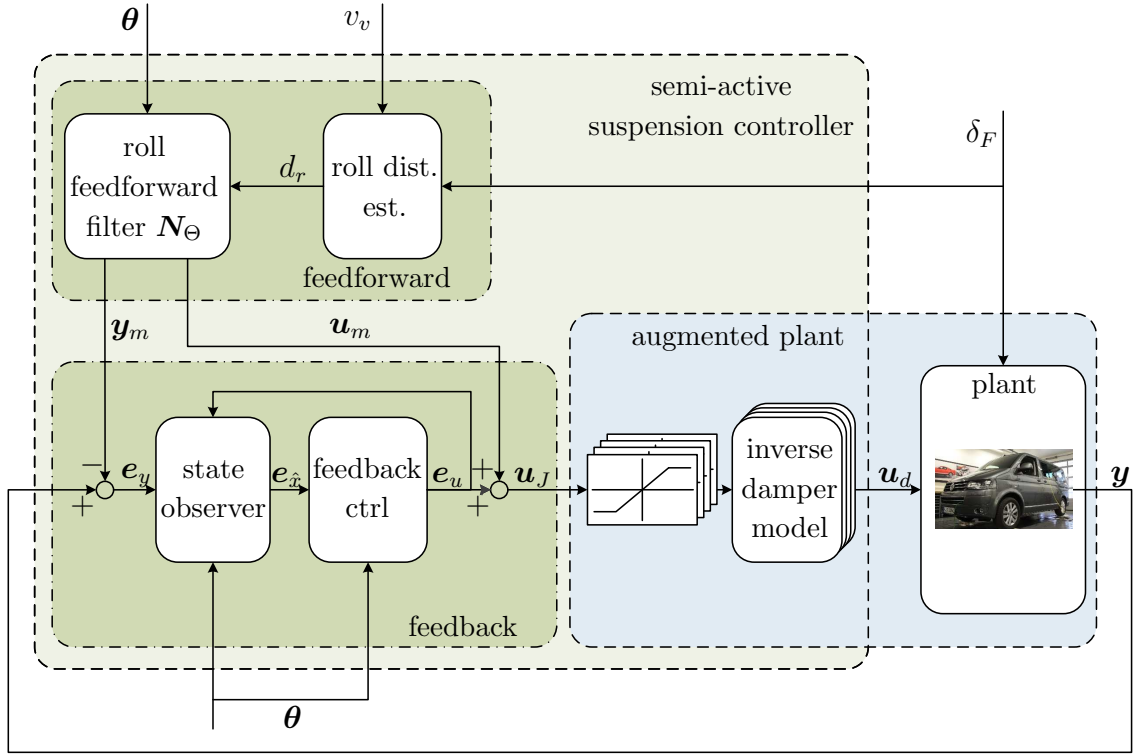 θ
v_v
semi-active
suspension controller
δ_F
roll
feedforward
filter N_Θ
d_r
roll dist.
est.
feedforward
y_m
u_m
augmented plant
plant
−
e_y
+
state
observer
e_x̂
feedback
ctrl
e_u
+
+
u_J
inverse
damper
model
u_d
y
feedback
θ